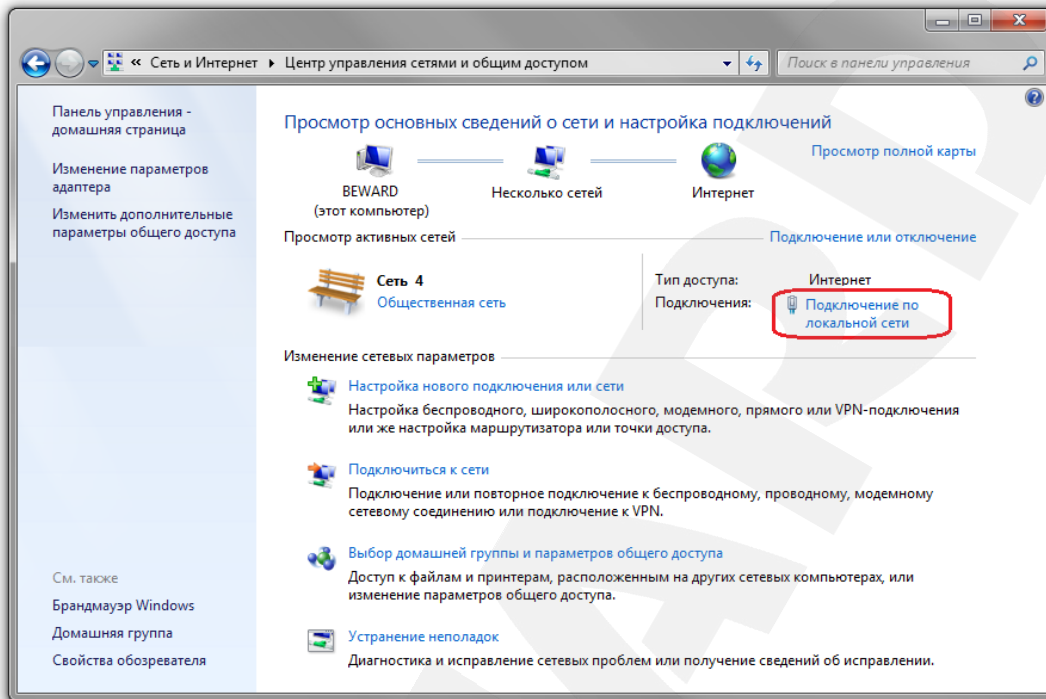 « Сеть и Интернет ▸ Центр управления сетями и общим доступом
Поиск в панели управления
Панель управления -
домашняя страница
Изменение параметров
адаптера
Изменить дополнительные
параметры общего доступа
См. также
Брандмауэр Windows
Домашняя группа
Свойства обозревателя
Просмотр основных сведений о сети и настройка подключений
Просмотр полной карты
BEWARD
(этот компьютер)
Несколько сетей
Интернет
Просмотр активных сетей
Подключение или отключение
Сеть 4
Общественная сеть
Тип доступа: Интернет
Подключения: Подключение по
локальной сети
Изменение сетевых параметров
Настройка нового подключения или сети
Настройка беспроводного, широкополосного, модемного, прямого или VPN-подключения
или же настройка маршрутизатора или точки доступа.
Подключиться к сети
Подключение или повторное подключение к беспроводному, проводному, модемному
сетевому соединению или подключение к VPN.
Выбор домашней группы и параметров общего доступа
Доступ к файлам и принтерам, расположенным на других сетевых компьютерах, или
изменение параметров общего доступа.
Устранение неполадок
Диагностика и исправление сетевых проблем или получение сведений об исправлении.